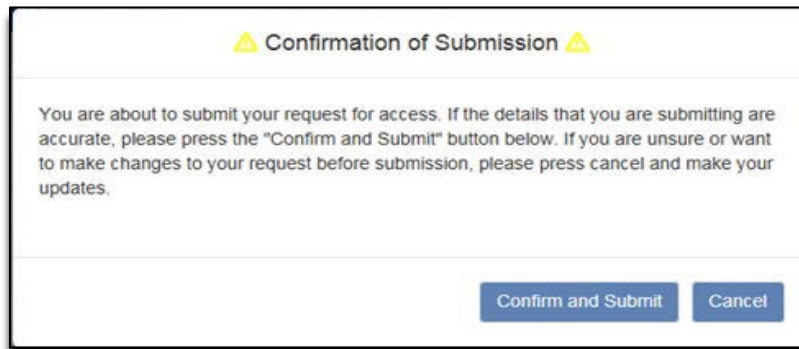 Confirmation of Submission
You are about to submit your request for access. If the details that you are submitting are
accurate, please press the "Confirm and Submit" button below. If you are unsure or want
to make changes to your request before submission, please press cancel and make your
updates.
Confirm and Submit Cancel